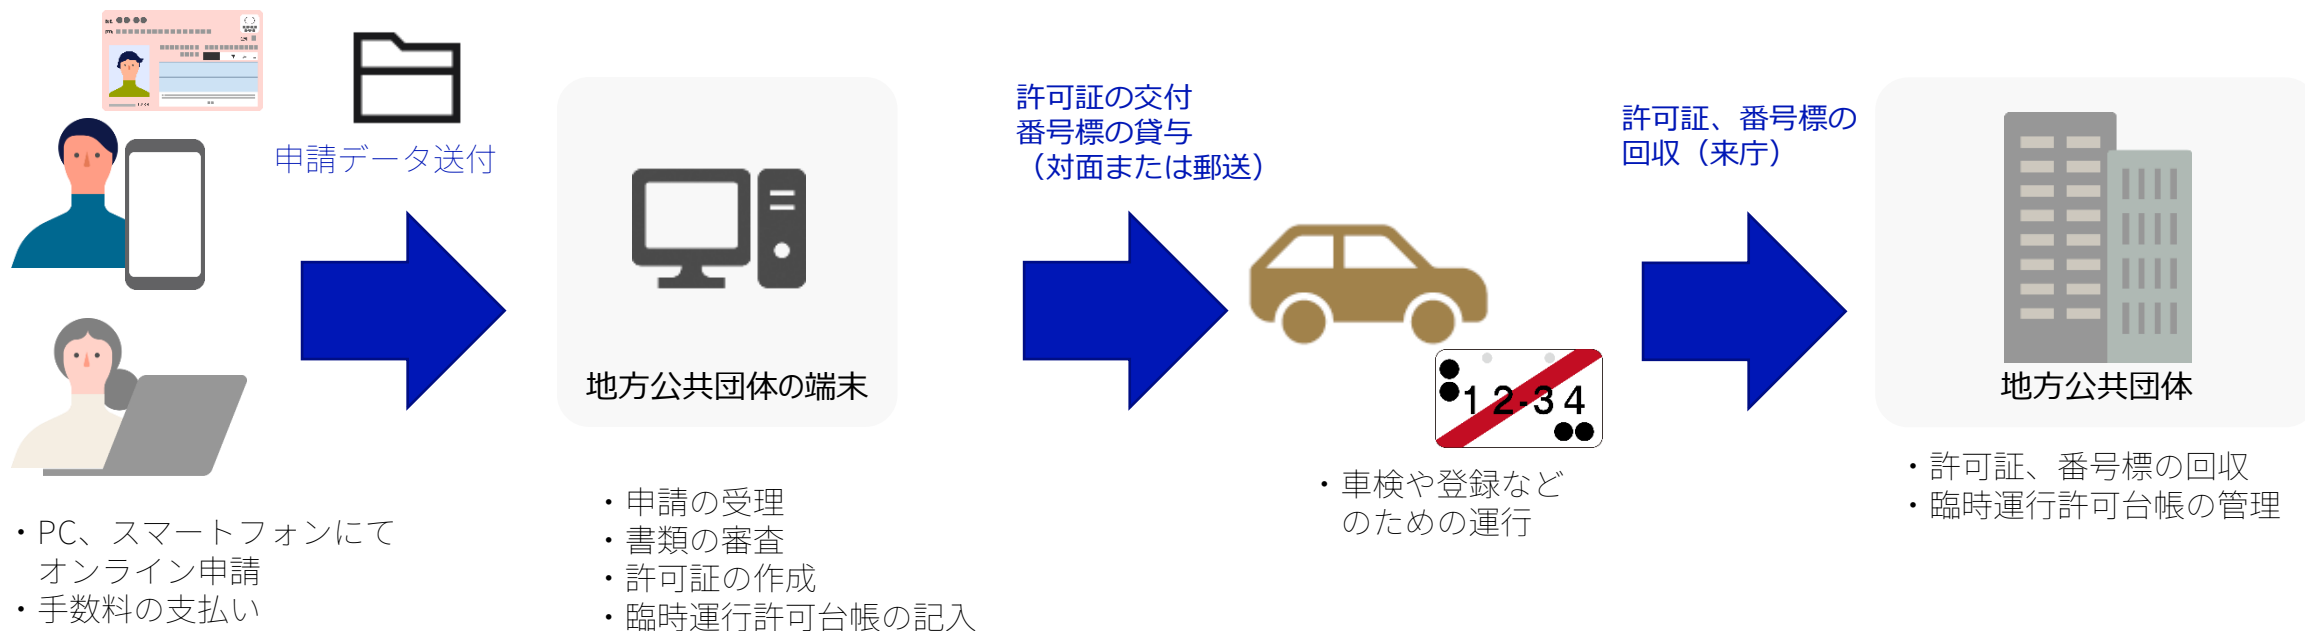 申請データ送付
・PC、スマートフォンにて
オンライン申請
・手数料の支払い
地方公共団体の端末
・申請の受理
・書類の審査
・許可証の作成
・臨時運行許可台帳の記入
許可証の交付
番号標の貸与
（対面または郵送）
12-34
・車検や登録など
のための運行
許可証、番号標の
回収（来庁）
地方公共団体
・許可証、番号標の回収
・臨時運行許可台帳の管理